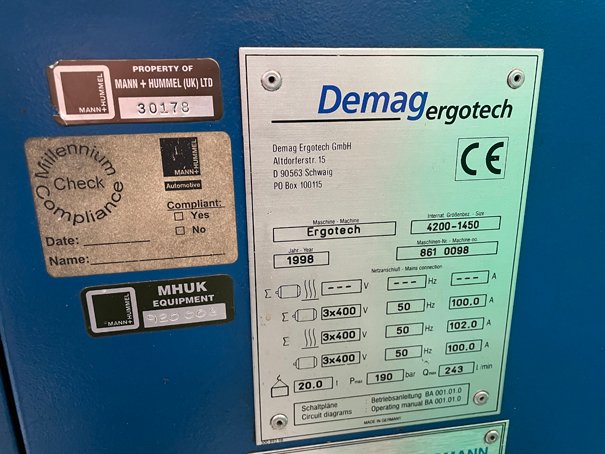 PROPERTY OF
MANN + HUMMEL (UK) LTD
MANN+HUMMEL
30178
Millennium
Check
Compliance
MANN+HUMMEL
Automotive
Compliant:
Yes
No
Date:
Name:
MHUK
EQUIPMENT
MANN+HUMMEL
Demag ergotech
Demag Ergotech GmbH
Altdorferstr. 15
D 90563 Schwaig
PO Box 100115
CE
Maschine - Machine
Ergotech
Internat. Größenbez. - Size
4200-1450
Jahr - Year
1998
Maschinen-Nr. - Machine-no.
861 0098
Netzanschluß - Mains connection
Σ --- V --- Hz --- A
Σ 3x400 V 50 Hz 100.0 A
Σ 3x400 V 50 Hz 102.0 A
3x400 V 50 Hz 100.0 A
20.0 t Pmax 190 bar Qmax 243 l/min
Schaltpläne : Betriebsanleitung BA 001.01.0
Circuit diagrams : Operating manual BA 001.01.0
MADE IN GERMANY